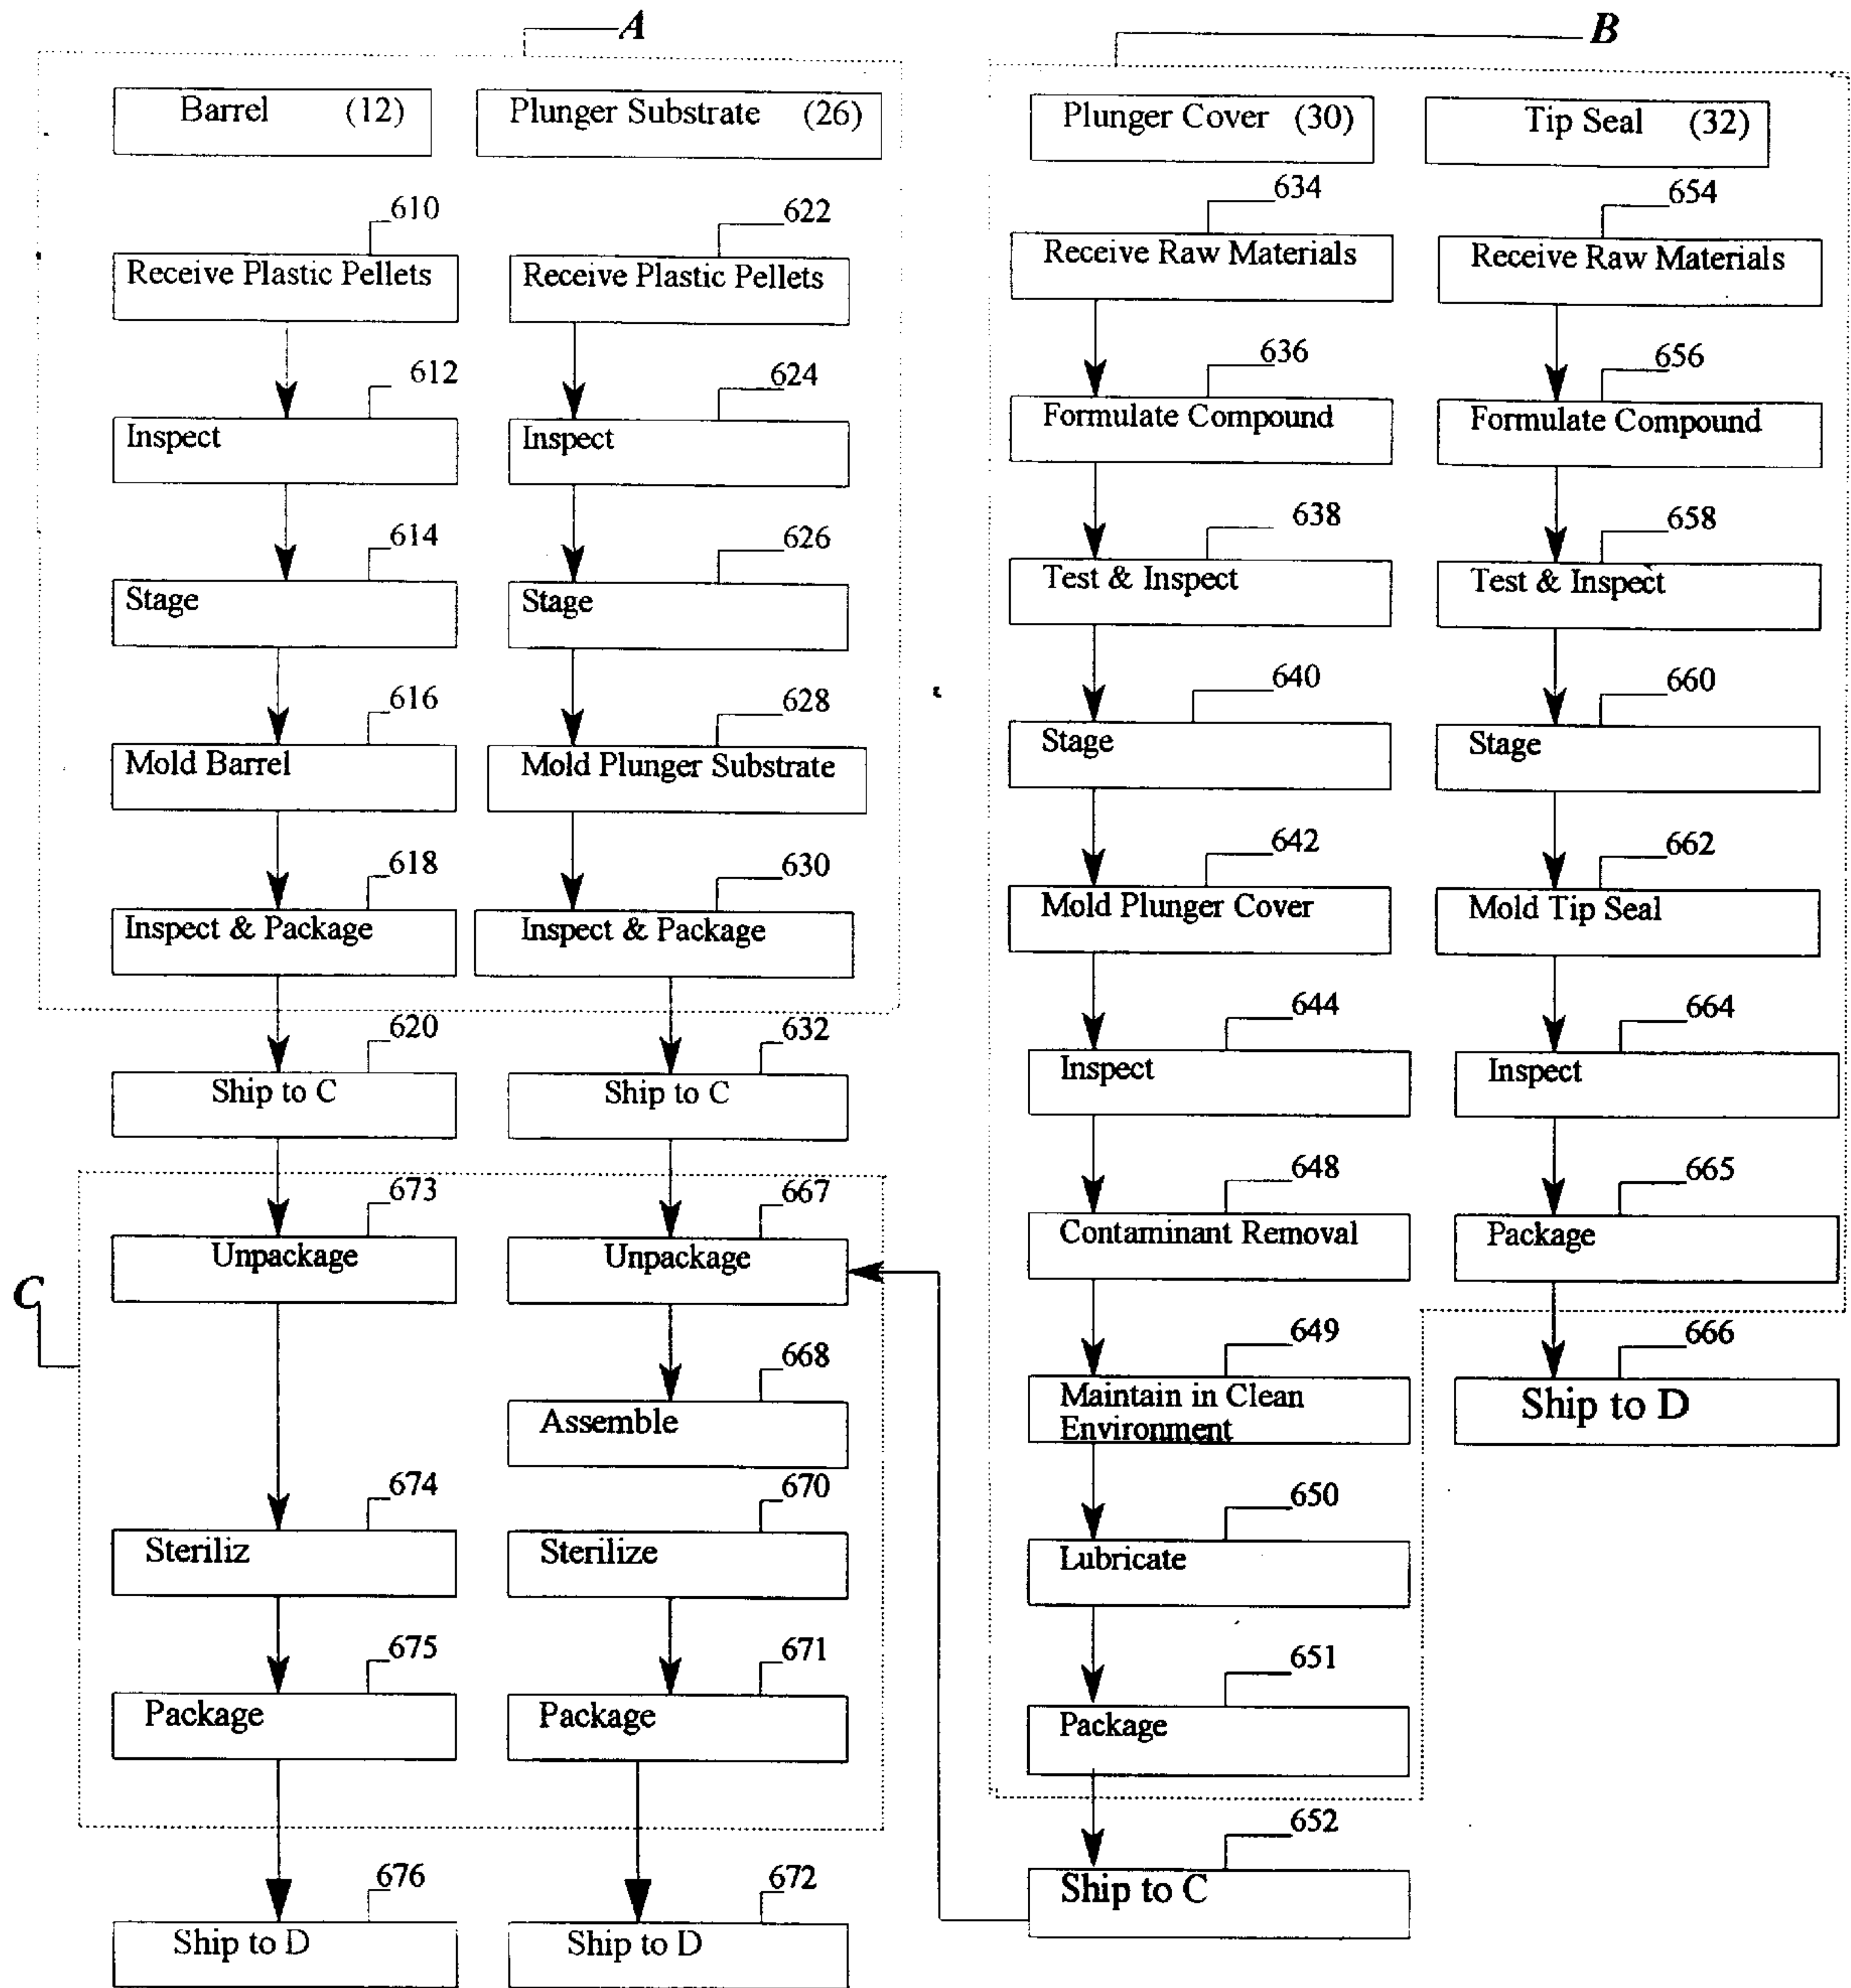 A
B
Barrel (12)
Plunger Substrate (26)
Plunger Cover (30)
Tip Seal (32)
610
Receive Plastic Pellets
612
Inspect
614
Stage
616
Mold Barrel
618
Inspect & Package
620
Ship to C
622
Receive Plastic Pellets
624
Inspect
626
Stage
628
Mold Plunger Substrate
630
Inspect & Package
632
Ship to C
C
673
Unpackage
674
Steriliz
675
Package
676
Ship to D
667
Unpackage
668
Assemble
670
Sterilize
671
Package
672
Ship to D
634
Receive Raw Materials
636
Formulate Compound
638
Test & Inspect
640
Stage
642
Mold Plunger Cover
644
Inspect
648
Contaminant Removal
649
Maintain in Clean
Environment
650
Lubricate
651
Package
652
Ship to C
654
Receive Raw Materials
656
Formulate Compound
658
Test & Inspect
660
Stage
662
Mold Tip Seal
664
Inspect
665
Package
666
Ship to D